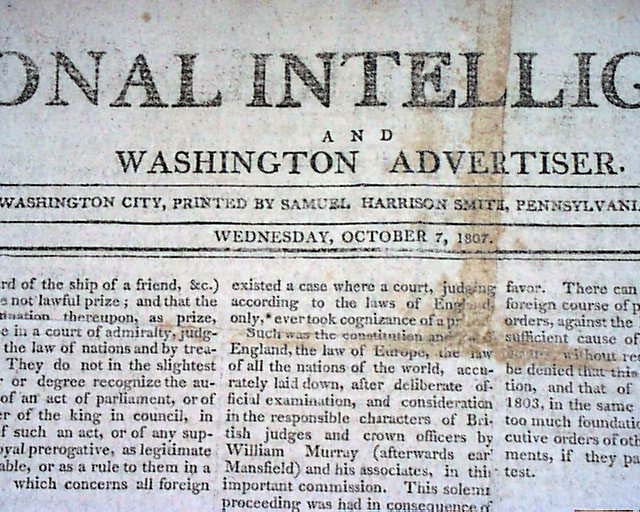 ONAL INTELLIG
AND
WASHINGTON ADVERTISER.
WASHINGTON CITY, PRINTED BY SAMUEL HARRISON SMITH, PENNSYLVANI
WEDNESDAY, OCTOBER 7, 1807.
rd of the ship of a friend, &c.)
not lawful prize; and that the
thereupon, as prize,
e in a court of admiralty, judg-
the law of nations and by trea-
They do not in the slightest
or degree recognize the au-
of an act of parliament, or of
er of the king in council, in
f such an act, or of any sup-
oyal prerogative, as legitimate
able, or as a rule to them in a
which concerns all foreign
existed a case where a court, judging
according to the laws of England,
only,* ever took cognizance of a pr
Such was the constitution and
England, the law of Europe, the law
of all the nations of the world, accu-
rately laid down, after deliberate of-
ficial examination, and consideration
in the responsible characters of Bri-
tish judges and crown officers by
William Murray (afterwards ear
Mansfield) and his associates, in this
important commission. This solemn
proceeding was had in consequence of
favor. There can
foreign course of p
orders, against the
sufficient cause of
without re
be denied that this
tion, and that of
1803, in the same
too much foundatio
cutive orders of oth
ments, if they pa
test.